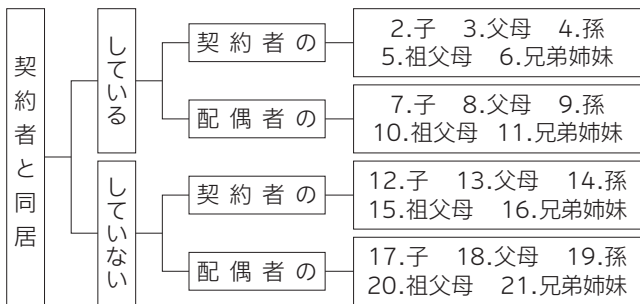 契約者と同居
している
契約者の
2.子 3.父母 4.孫
5.祖父母 6.兄弟姉妹
配偶者の
7.子 8.父母 9.孫
10.祖父母 11.兄弟姉妹
していない
契約者の
12.子 13.父母 14.孫
15.祖父母 16.兄弟姉妹
配偶者の
17.子 18.父母 19.孫
20.祖父母 21.兄弟姉妹